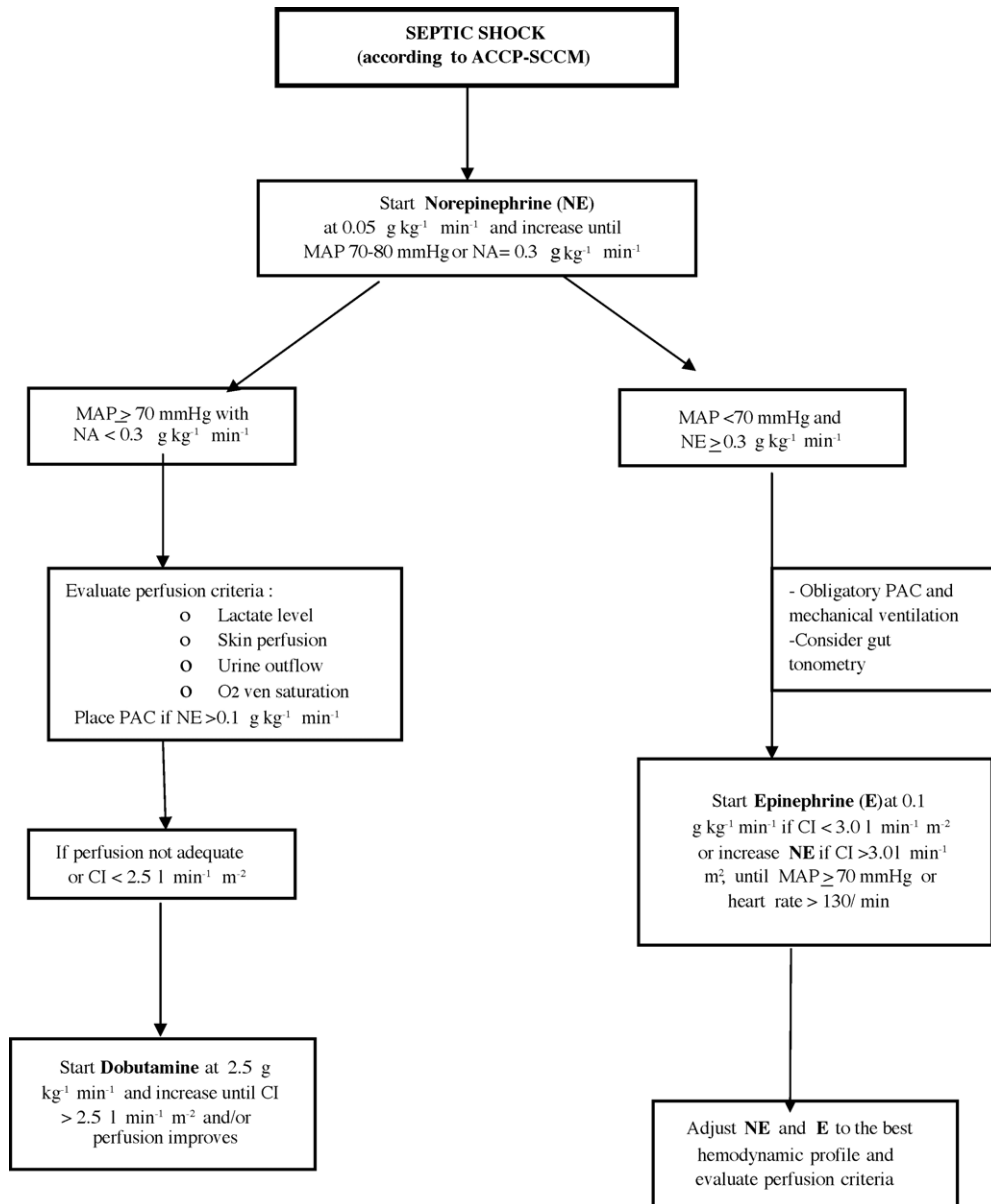 SEPTIC SHOCK
(according to ACCP-SCCM)
Start Norepinephrine (NE)
at 0.05 g kg⁻¹ min⁻¹ and increase until
MAP 70-80 mmHg or NA= 0.3 g kg⁻¹ min⁻¹
MAP ≥ 70 mmHg with
NA < 0.3 g kg⁻¹ min⁻¹
MAP <70 mmHg and
NE ≥ 0.3 g kg⁻¹ min⁻¹
Evaluate perfusion criteria :
o Lactate level
o Skin perfusion
o Urine outflow
o O2 ven saturation
Place PAC if NE >0.1 g kg⁻¹ min⁻¹
- Obligatory PAC and
mechanical ventilation
-Consider gut
tonometry
If perfusion not adequate
or CI < 2.5 l min⁻¹ m⁻²
Start Epinephrine (E) at 0.1
g kg⁻¹ min⁻¹ if CI < 3.0 l min⁻¹ m⁻²
or increase NE if CI >3.0 l min⁻¹
m², until MAP ≥ 70 mmHg or
heart rate > 130/ min
Start Dobutamine at 2.5 g
kg⁻¹ min⁻¹ and increase until CI
> 2.5 l min⁻¹ m⁻² and/or
perfusion improves
Adjust NE and E to the best
hemodynamic profile and
evaluate perfusion criteria